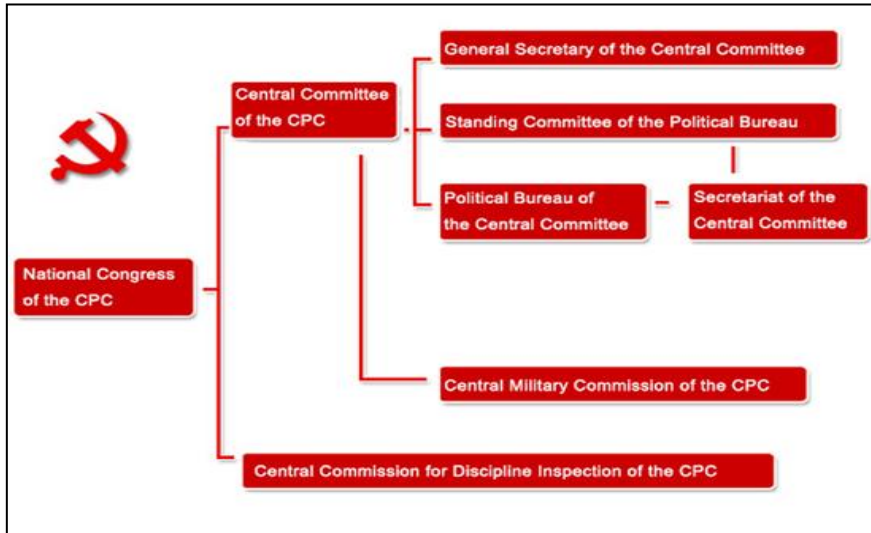 General Secretary of the Central Committee
Central Committee
of the CPC
Standing Committee of the Political Bureau
Political Bureau of
the Central Committee
Secretariat of the
Central Committee
National Congress
of the CPC
Central Military Commission of the CPC
Central Commission for Discipline Inspection of the CPC